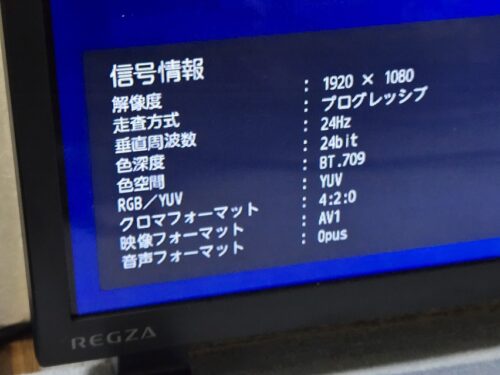 信号情報
解像度 : 1920 × 1080
走査方式 : プログレッシブ
垂直周波数 : 24Hz
色深度 : 24bit
色空間 : BT.709
RGB／YUV : YUV
クロマフォーマット : 4:2:0
映像フォーマット : AV1
音声フォーマット : Opus
REGZA